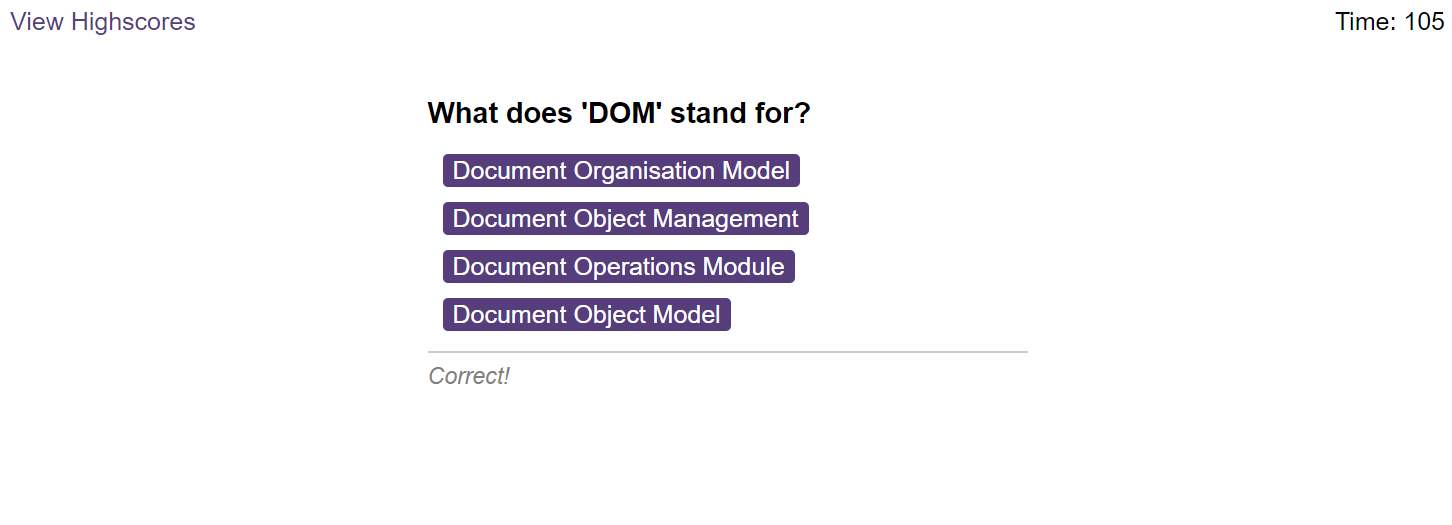 View Highscores
Time: 105
What does 'DOM' stand for?
Document Organisation Model
Document Object Management
Document Operations Module
Document Object Model
Correct!